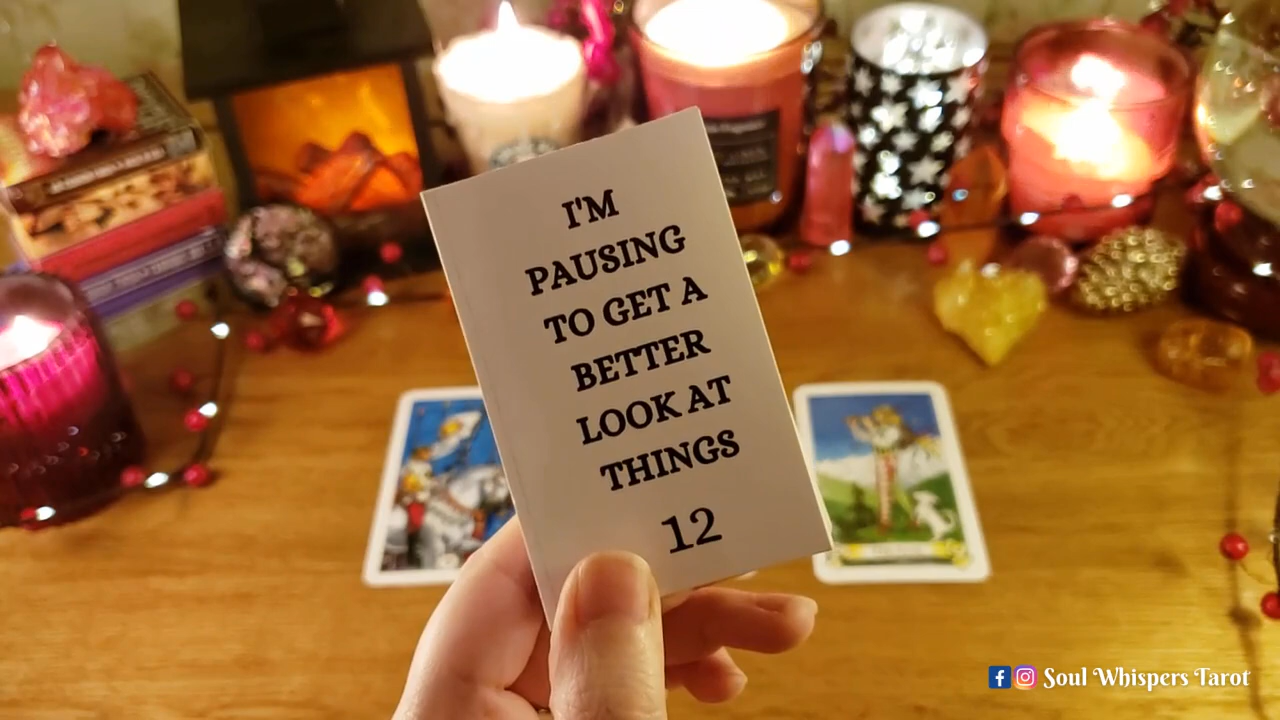 I'M
PAUSING
TO GET A
BETTER
LOOK AT
THINGS
12
Soul Whispers Tarot